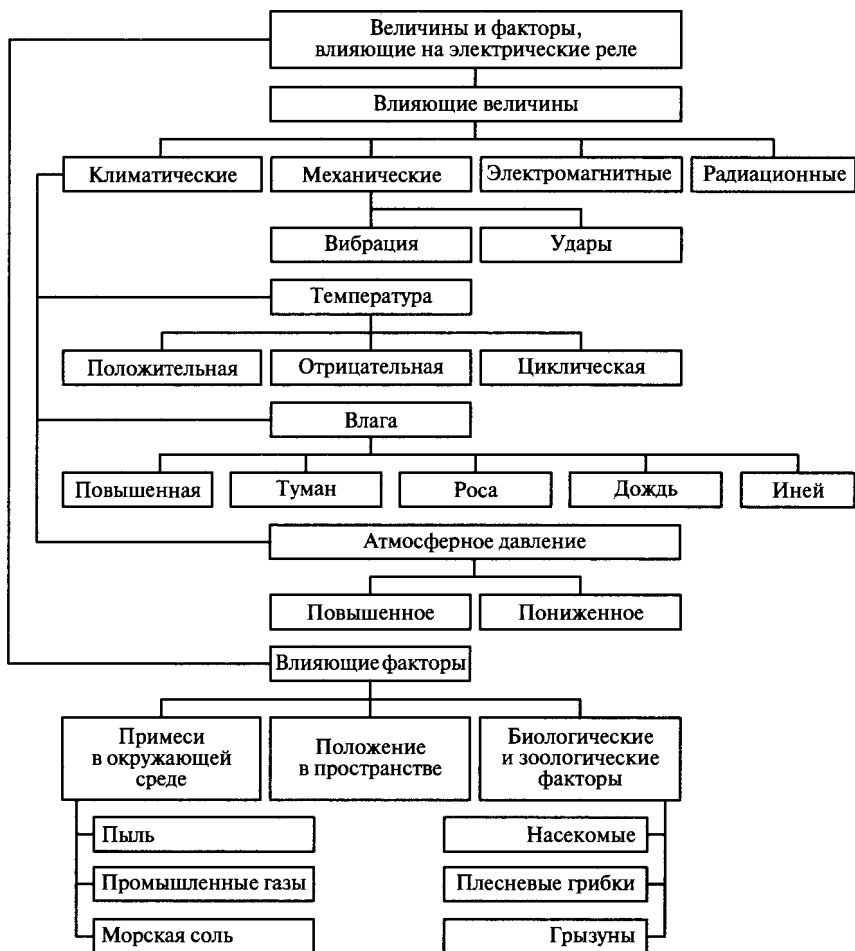 Величины и факторы,
влияющие на электрические реле
Влияющие величины
Климатические
Механические
Электромагнитные
Радиационные
Вибрация
Удары
Температура
Положительная
Отрицательная
Циклическая
Влага
Повышенная
Туман
Роса
Дождь
Иней
Атмосферное давление
Повышенное
Пониженное
Влияющие факторы
Примеси
в окружающей
среде
Положение
в пространстве
Биологические
и зоологические
факторы
Пыль
Насекомые
Промышленные газы
Плесневые грибки
Морская соль
Грызуны